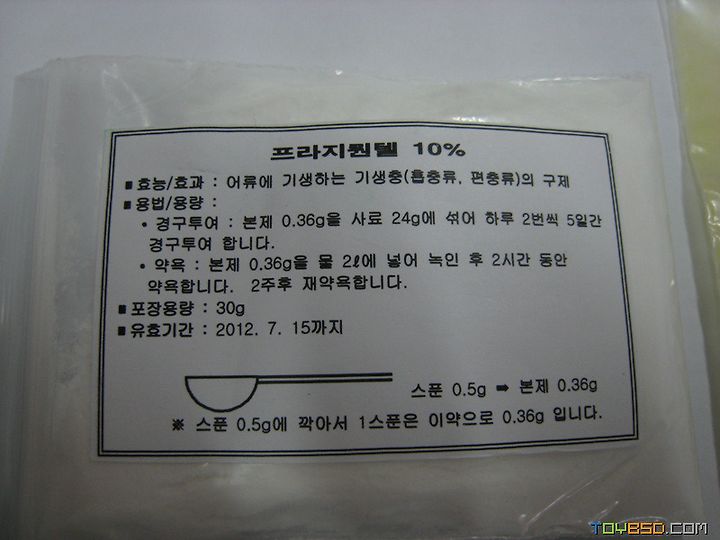 프라지퀀텔 10%
■ 효능/효과 : 어류에 기생하는 기생충(흡충류, 편충류)의 구제
■ 용법/용량 :
• 경구투여 : 본제 0.36g을 사료 24g에 섞어 하루 2번씩 5일간
경구투여 합니다.
• 약욕 : 본제 0.36g을 물 2ℓ에 넣어 녹인 후 2시간 동안
약욕합니다. 2주후 재약욕합니다.
■ 포장용량 : 30g
■ 유효기간 : 2012. 7. 15까지
스푼 0.5g ➡ 본제 0.36g
※ 스푼 0.5g에 깍아서 1스푼은 이약으로 0.36g 입니다.
TOYBSD.COM